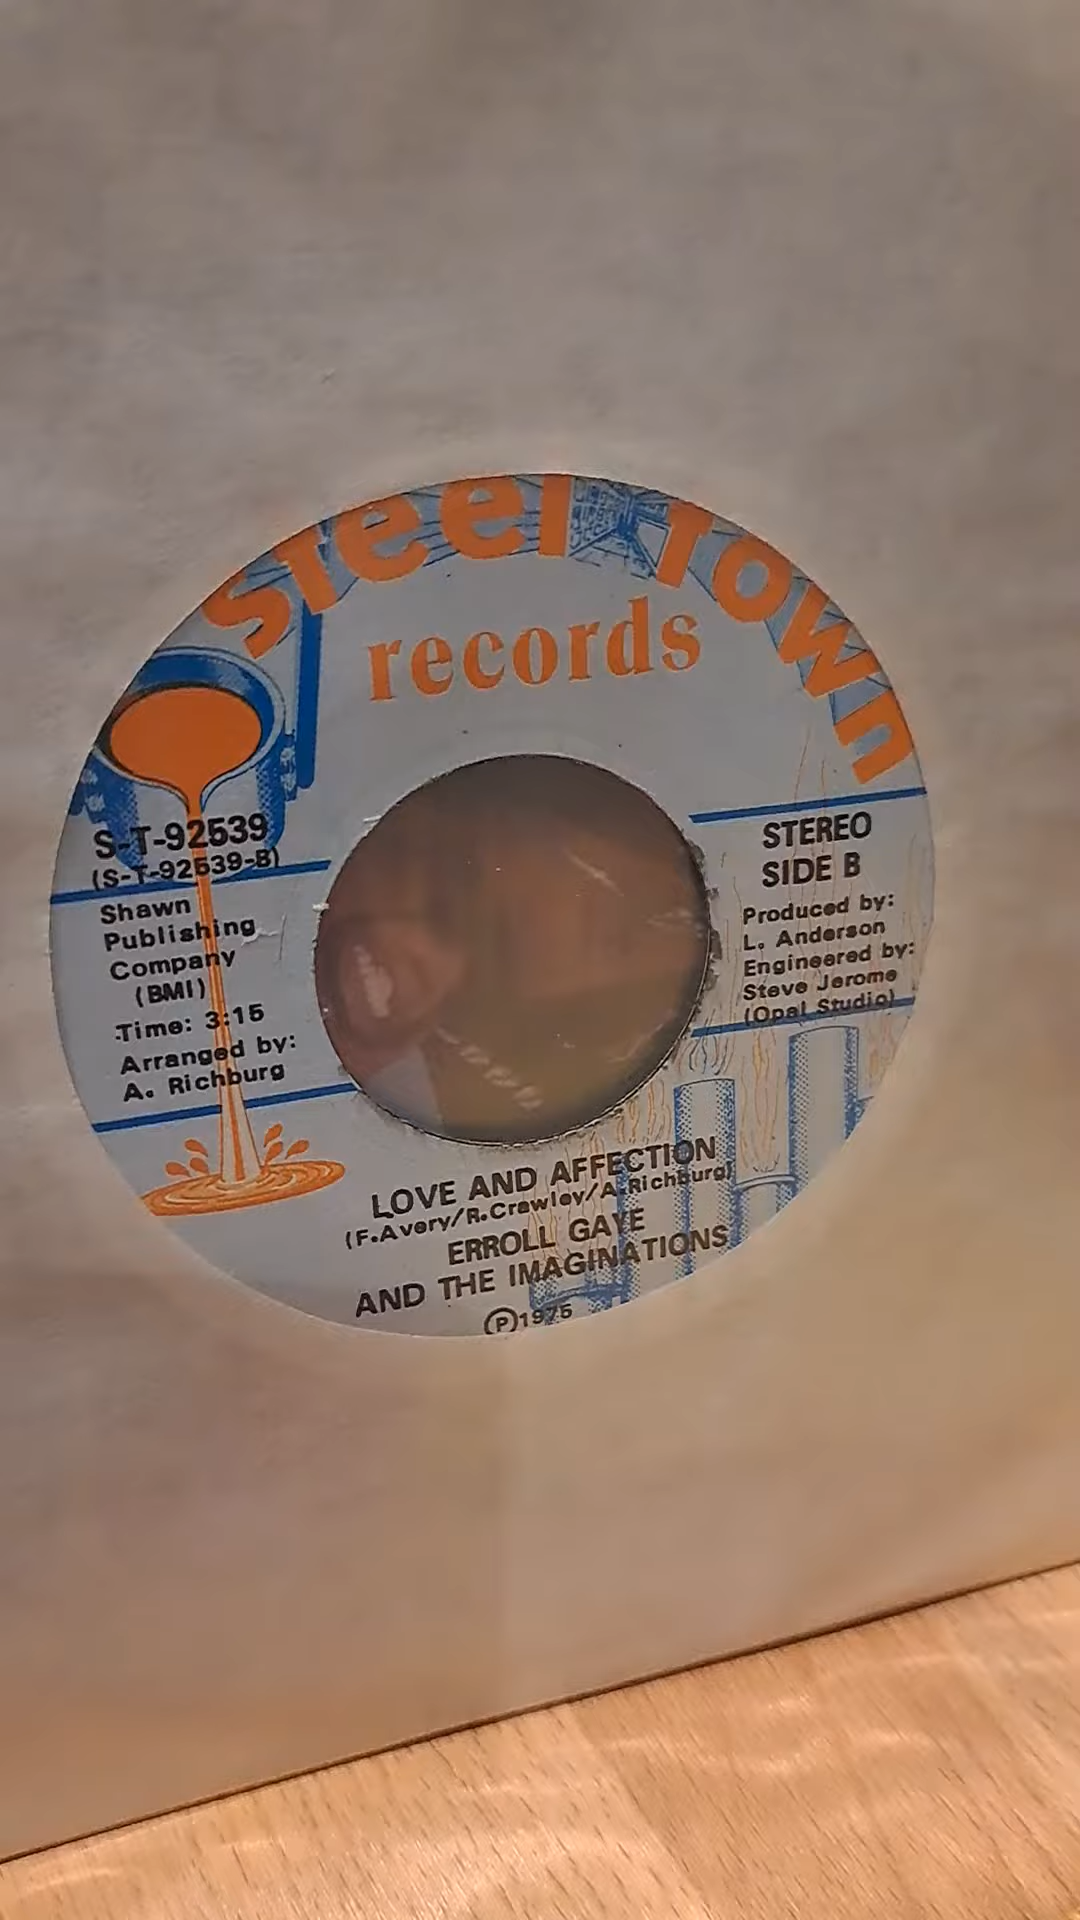 Steel Town
records
S-T-92539
(S-T-92539-B)
Shawn
Publishing
Company
(BMI)
Time: 3:15
Arranged by:
A. Richburg
STEREO
SIDE B
Produced by:
L. Anderson
Engineered by:
Steve Jerome
(Opal Studio)
LOVE AND AFFECTION
(F.Avery/R.Crawley/A.Richburg)
ERROLL GAYE
AND THE IMAGINATIONS
Ⓟ1975